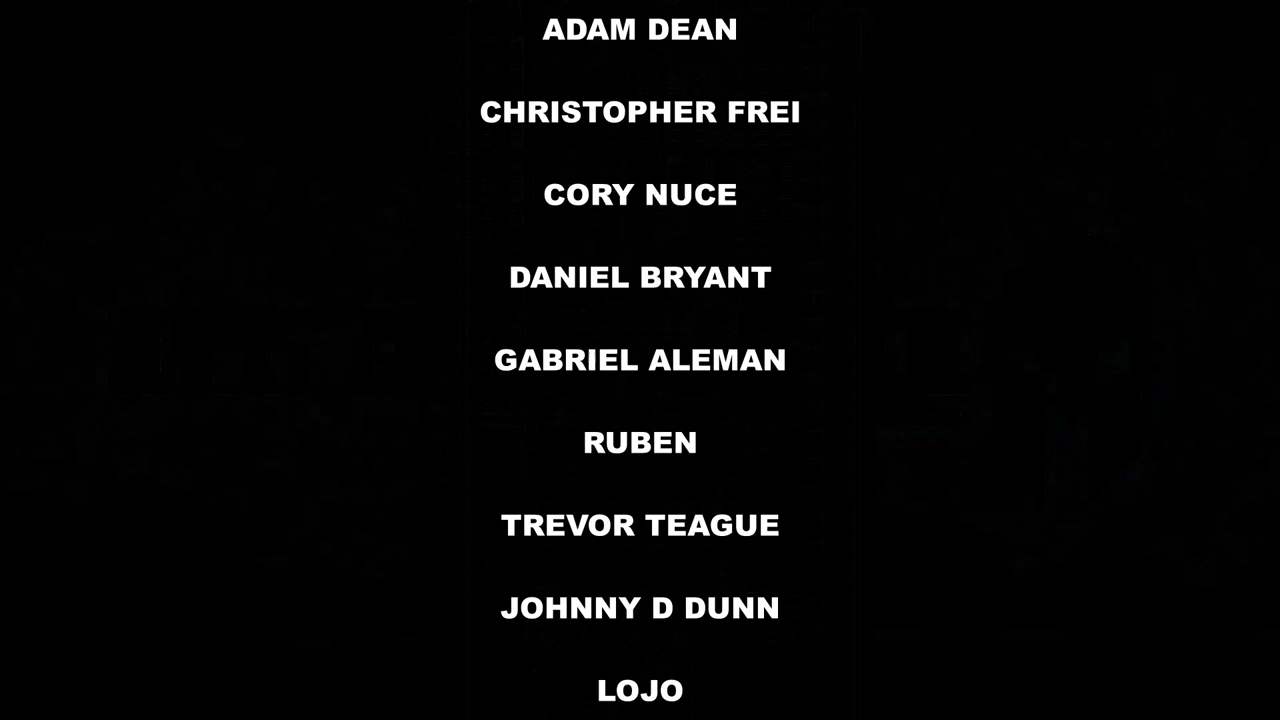 ADAM DEAN
CHRISTOPHER FREI
CORY NUCE
DANIEL BRYANT
GABRIEL ALEMAN
RUBEN
TREVOR TEAGUE
JOHNNY D DUNN
LOJO